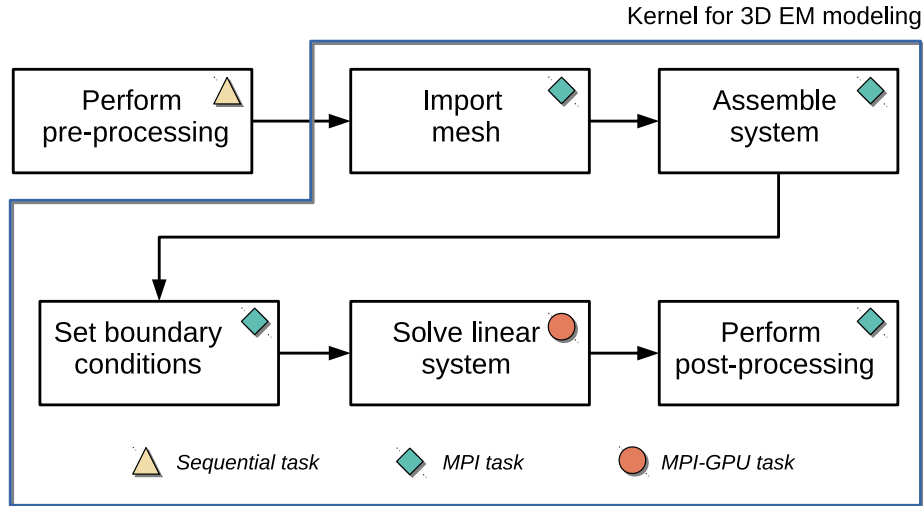 Kernel for 3D EM modeling
Perform
pre-processing
Import
mesh
Assemble
system
Set boundary
conditions
Solve linear
system
Perform
post-processing
Sequential task
MPI task
MPI-GPU task